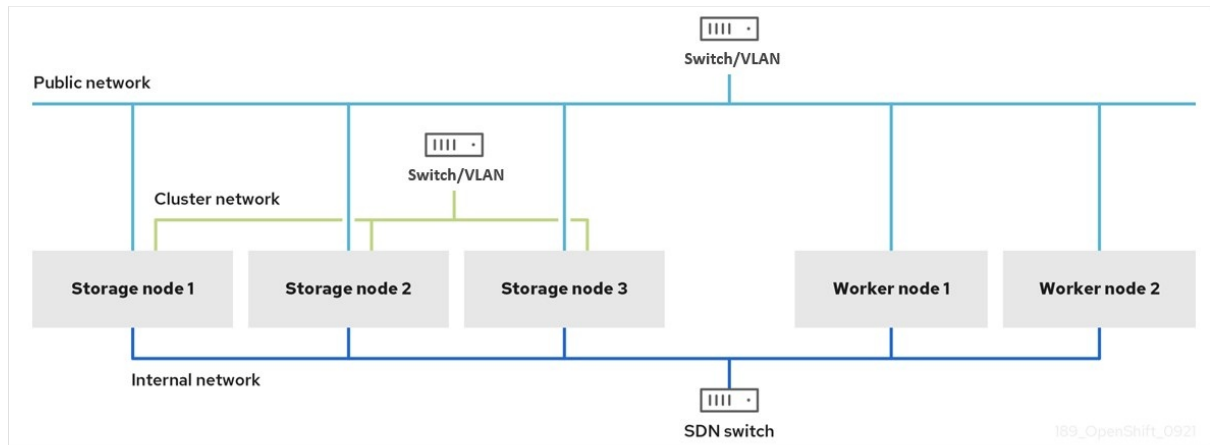 Switch/VLAN
Public network
Switch/VLAN
Cluster network
Storage node 1
Storage node 2
Storage node 3
Worker node 1
Worker node 2
Internal network
SDN switch
189_OpenShift_0921